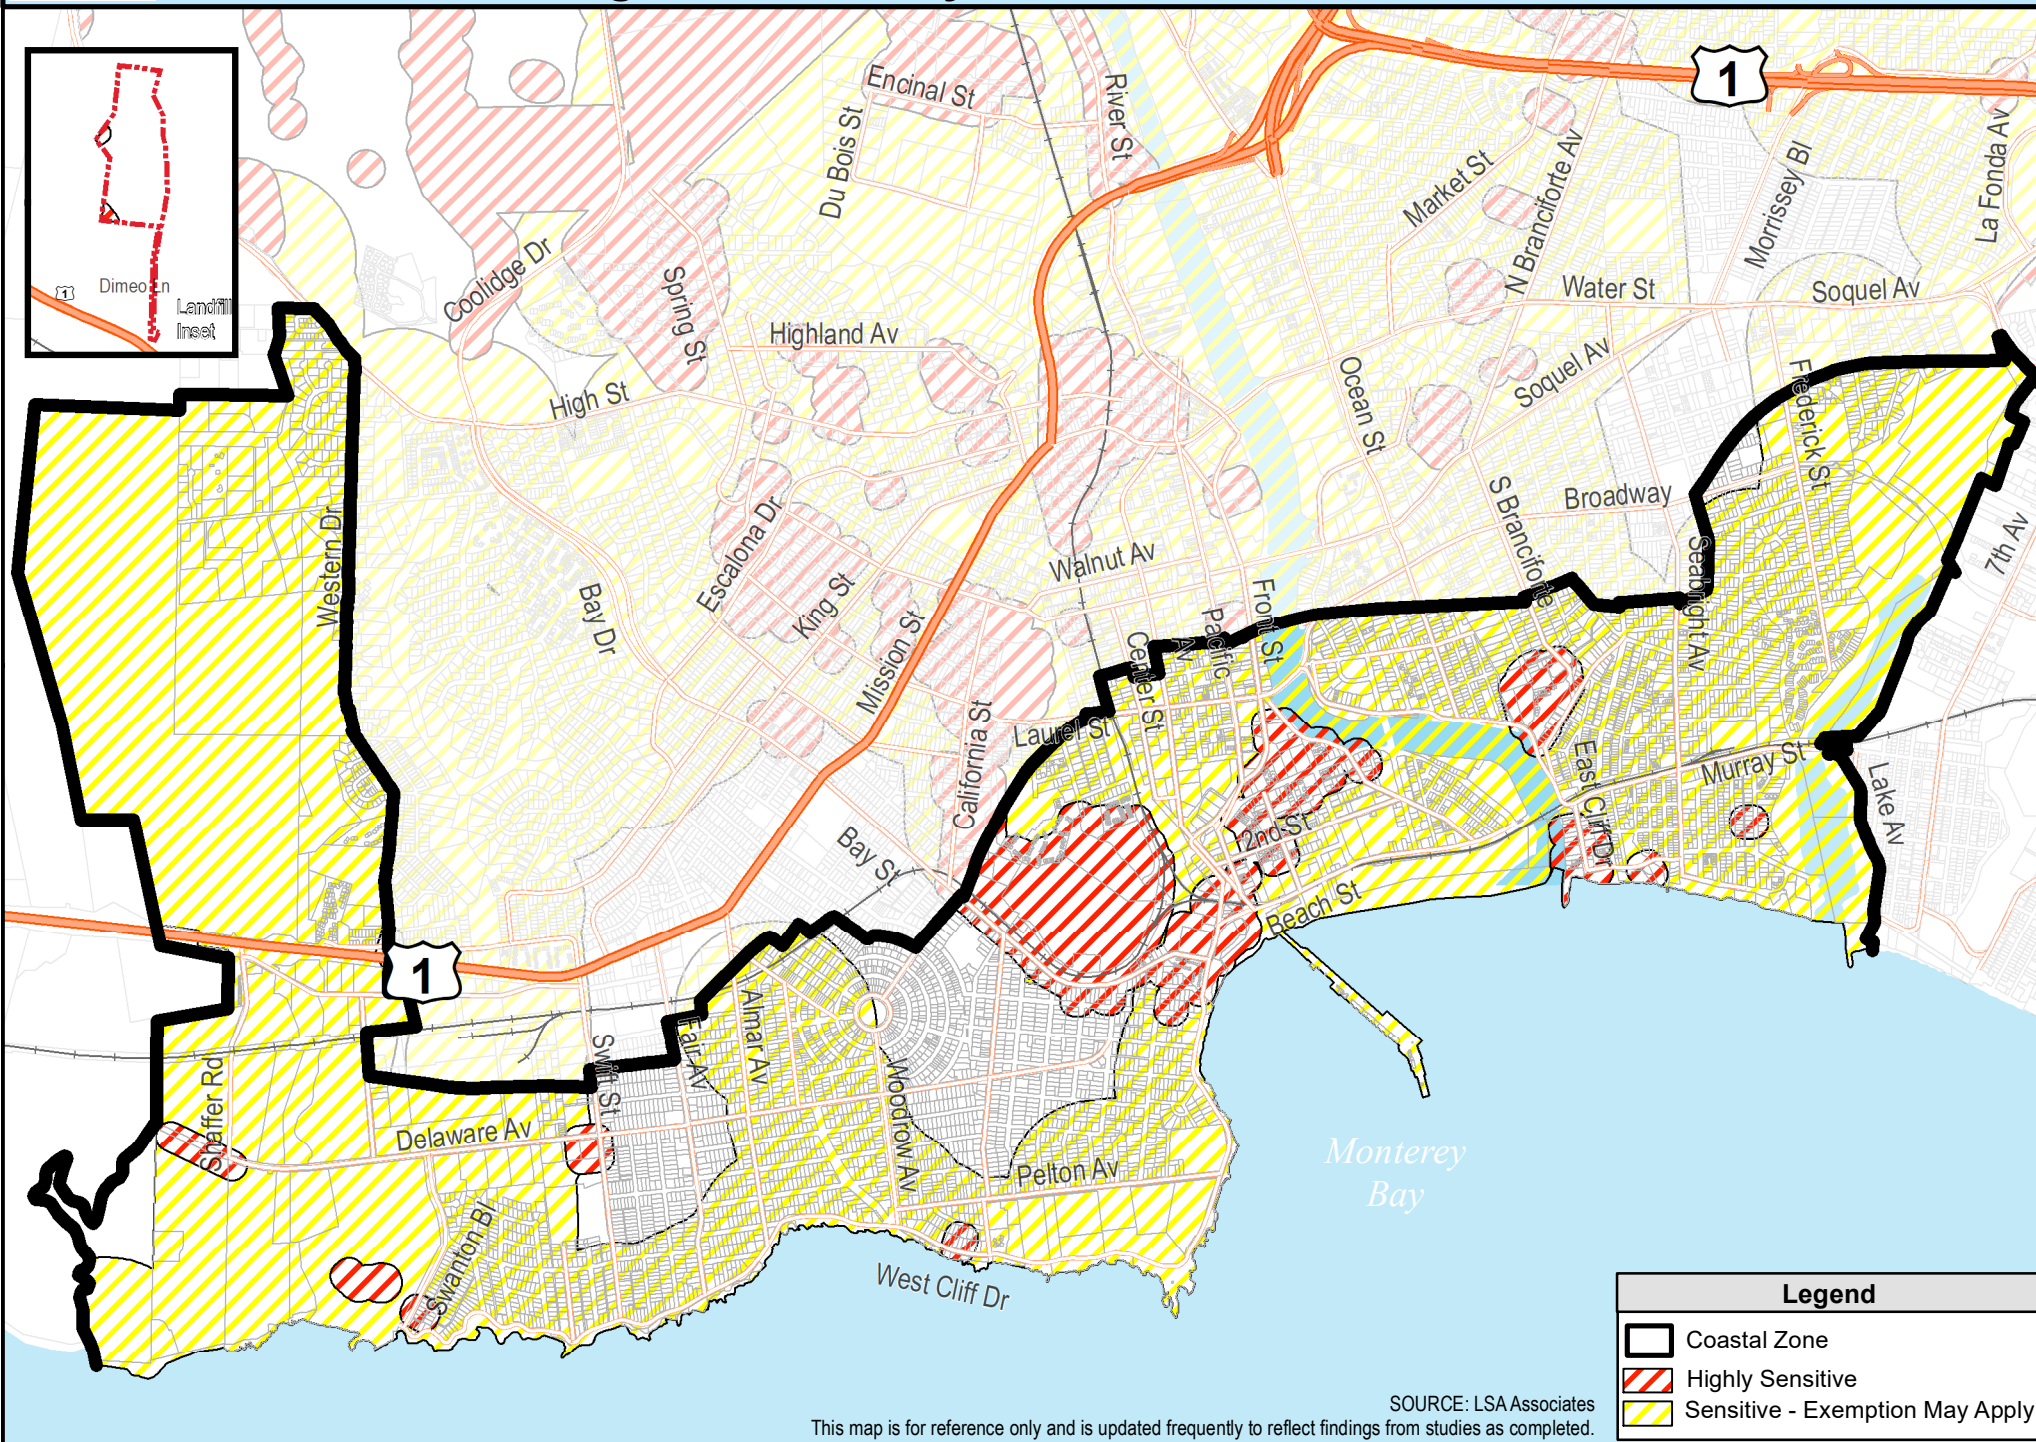 1
Encinal St
River St
Du Bois St
Market St
N Branciforte Av
Morrissey Bl
La Fonda Av
Dimeo Ln
1
Landfill
Inset
Coolidge Dr
Spring St
Highland Av
Water St
Soquel Av
High St
Ocean St
Soquel Av
Frederick St
Western Dr
Bay Dr
Escalona Dr
King St
Mission St
Walnut Av
S Branciforte
Broadway
Seabright Av
7th Av
Center St
Pacific
Av
Front St
Laurel St
California St
Bay St
2nd St
Beach St
East Cliff Dr
Murray St
Lake Av
1
Shaffer Rd
Delaware Av
Swift St
Fair Av
Almar Av
Woodrow Av
Pelton Av
Swanton Bl
West Cliff Dr
Monterey
Bay
Legend
Coastal Zone
Highly Sensitive
Sensitive - Exemption May Apply
SOURCE: LSA Associates
This map is for reference only and is updated frequently to reflect findings from studies as completed.